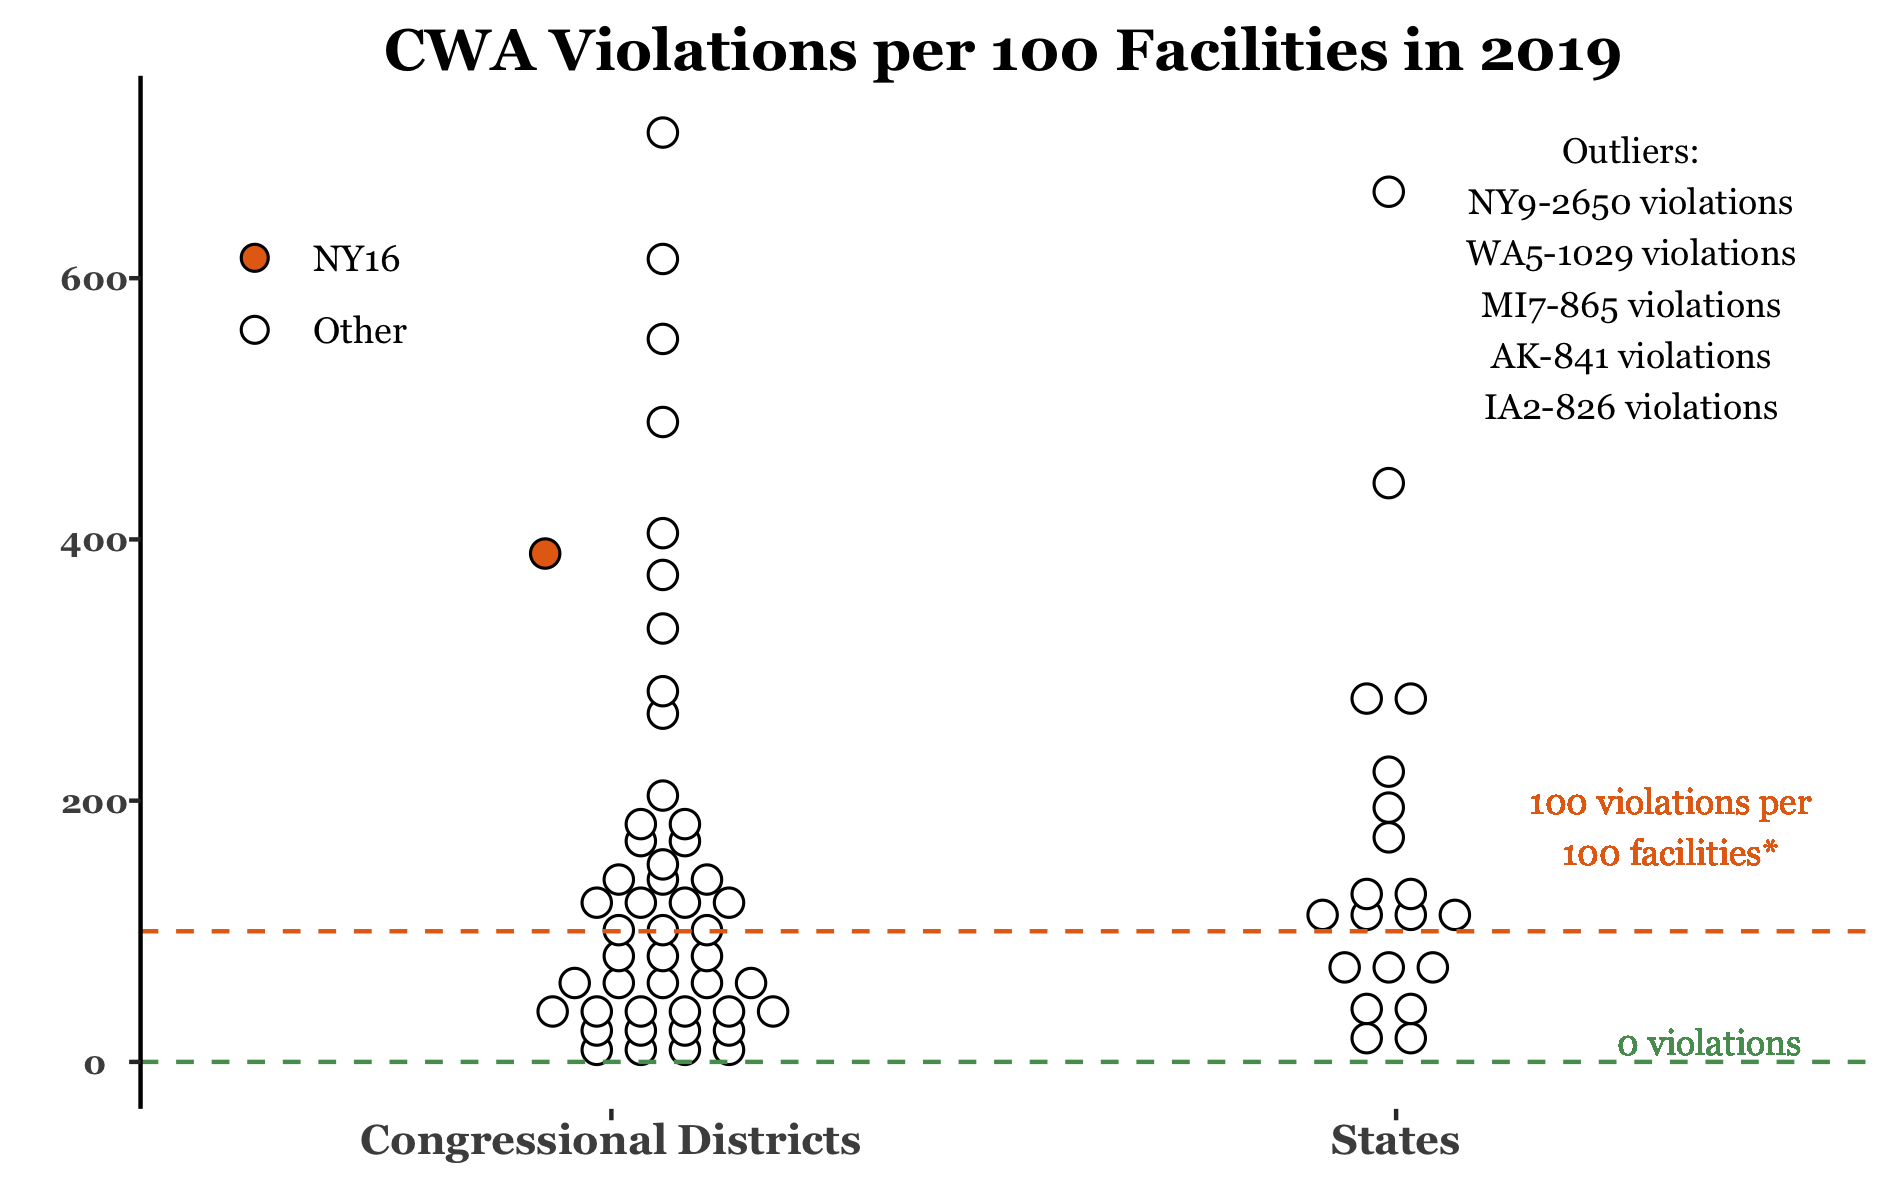 CWA Violations per 100 Facilities in 2019
Outliers:
NY9-2650 violations
WA5-1029 violations
MI7-865 violations
AK-841 violations
IA2-826 violations
NY16
Other
600
400
200
0
100 violations per
100 facilities*
0 violations
Congressional Districts
States